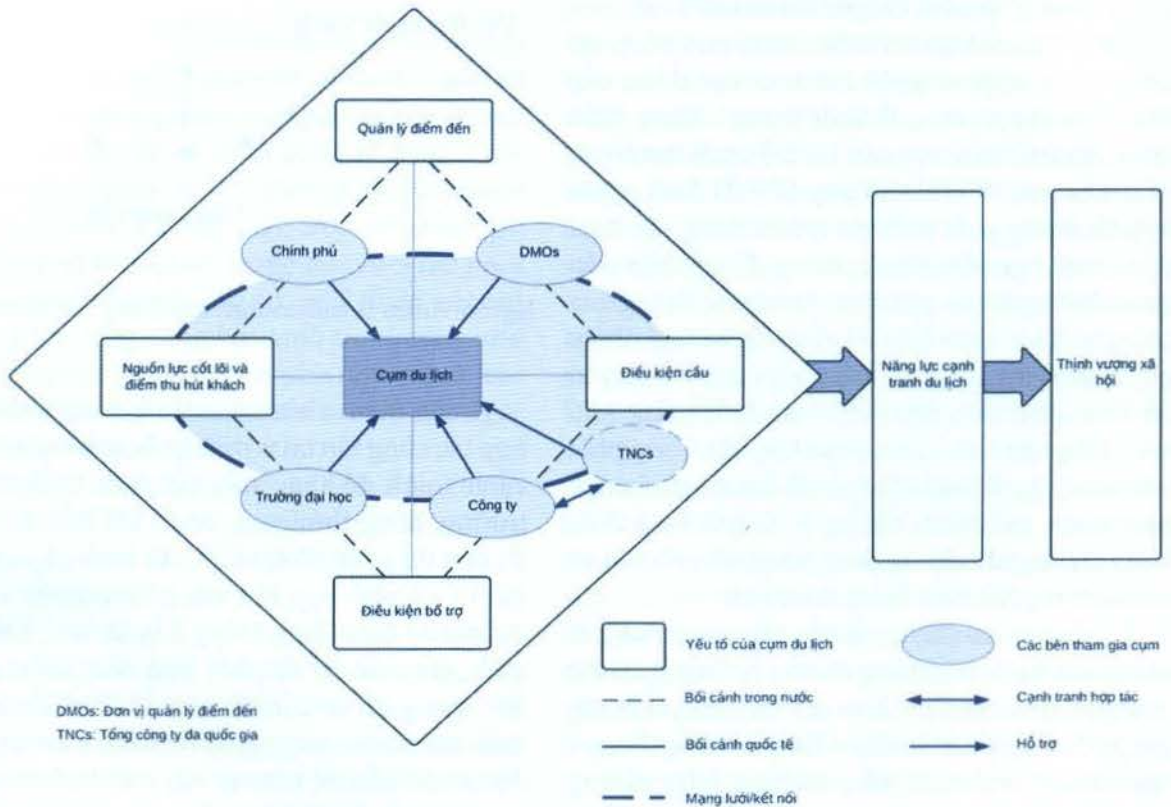 Quản lý điểm đến
Chính phủ
DMOs
Nguồn lực cốt lõi và
điểm thu hút khách
Cụm du lịch
Điều kiện cầu
Năng lực cạnh
tranh du lịch
Thịnh vượng xã
hội
TNCs
Trường đại học
Công ty
Điều kiện bổ trợ
Yếu tố của cụm du lịch
Các bên tham gia cụm
Bối cảnh trong nước
Cạnh tranh hợp tác
DMOs: Đơn vị quản lý điểm đến
TNCs: Tổng công ty đa quốc gia
Bối cảnh quốc tế
Hỗ trợ
Mạng lưới/kết nối